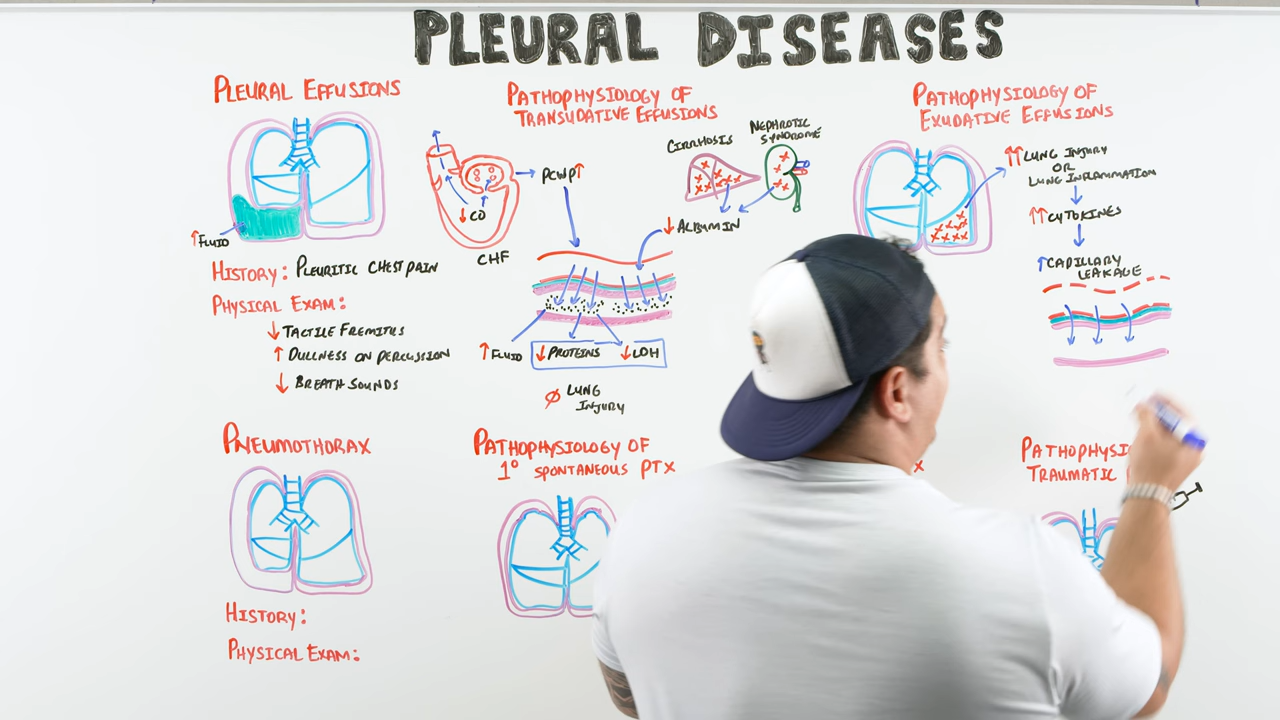 PLEURAL DISEASES
PLEURAL EFFUSIONS
↑FLUID
HISTORY: PLEURITIC CHEST PAIN
PHYSICAL EXAM:
↓ TACTILE FREMITUS
↑ DULLNESS ON PERCUSSION
↓ BREATH SOUNDS
PATHOPHYSIOLOGY OF
TRANSUDATIVE EFFUSIONS
CIRRHOSIS
NEPHROTIC
SYNDROME
PCWP↑
↓CO
CHF
↓ ALBUMIN
↑ FLUID
↓ PROTEINS ↓LDH
Ø LUNG
INJURY
PATHOPHYSIOLOGY OF
EXUDATIVE EFFUSIONS
↑↑ LUNG INJURY
OR
LUNG INFLAMMATION
↑↑ CYTOKINES
↑ CAPILLARY
LEAKAGE
PNEUMOTHORAX
HISTORY:
PHYSICAL EXAM:
PATHOPHYSIOLOGY OF
1° SPONTANEOUS PTX
PATHOPHYSI
TRAUMATIC